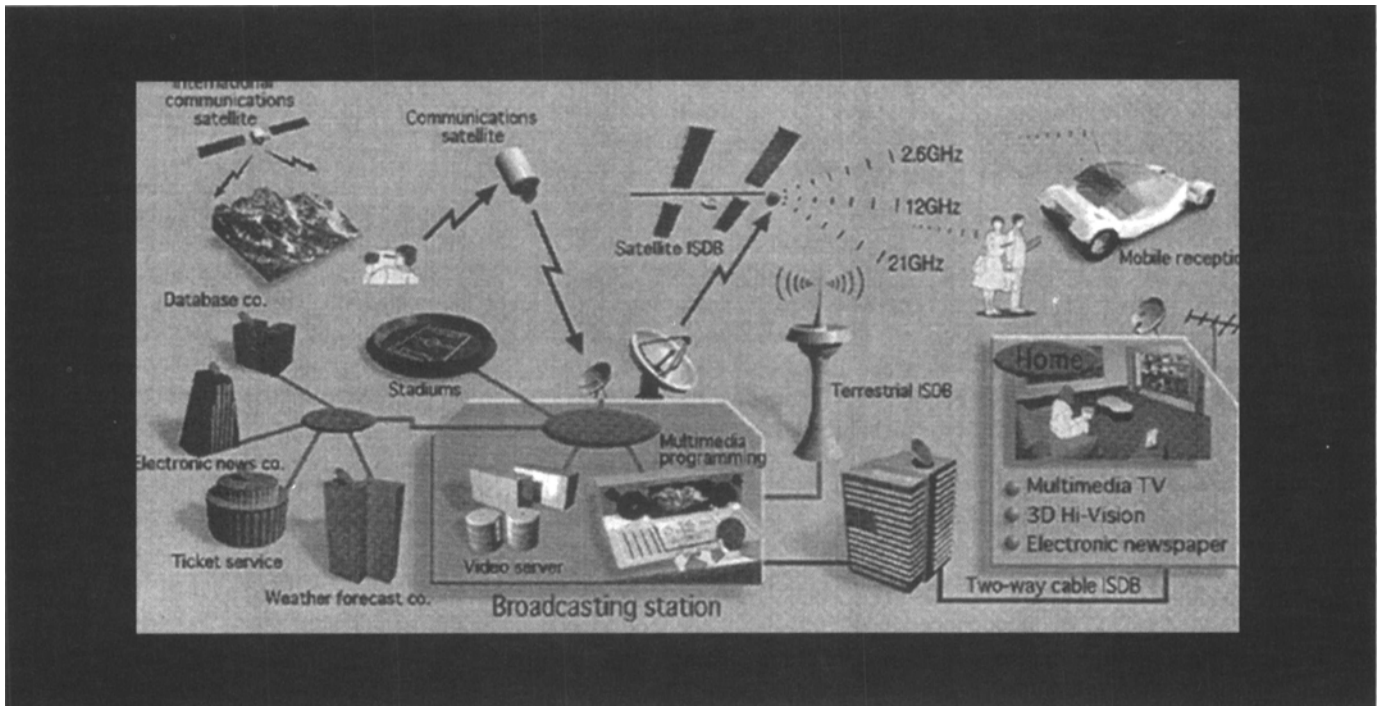 International
communications
satellite
Communications
satellite
2.6GHz
12GHz
21GHz
Satellite ISDB
Mobile receptio
Database co.
Stadiums
Terrestrial ISDB
Home
Electronic news co.
Multimedia
programming
Multimedia TV
3D Hi-Vision
Electronic newspaper
Ticket service
Video server
Weather forecast co.
Broadcasting station
Two-way cable ISDB